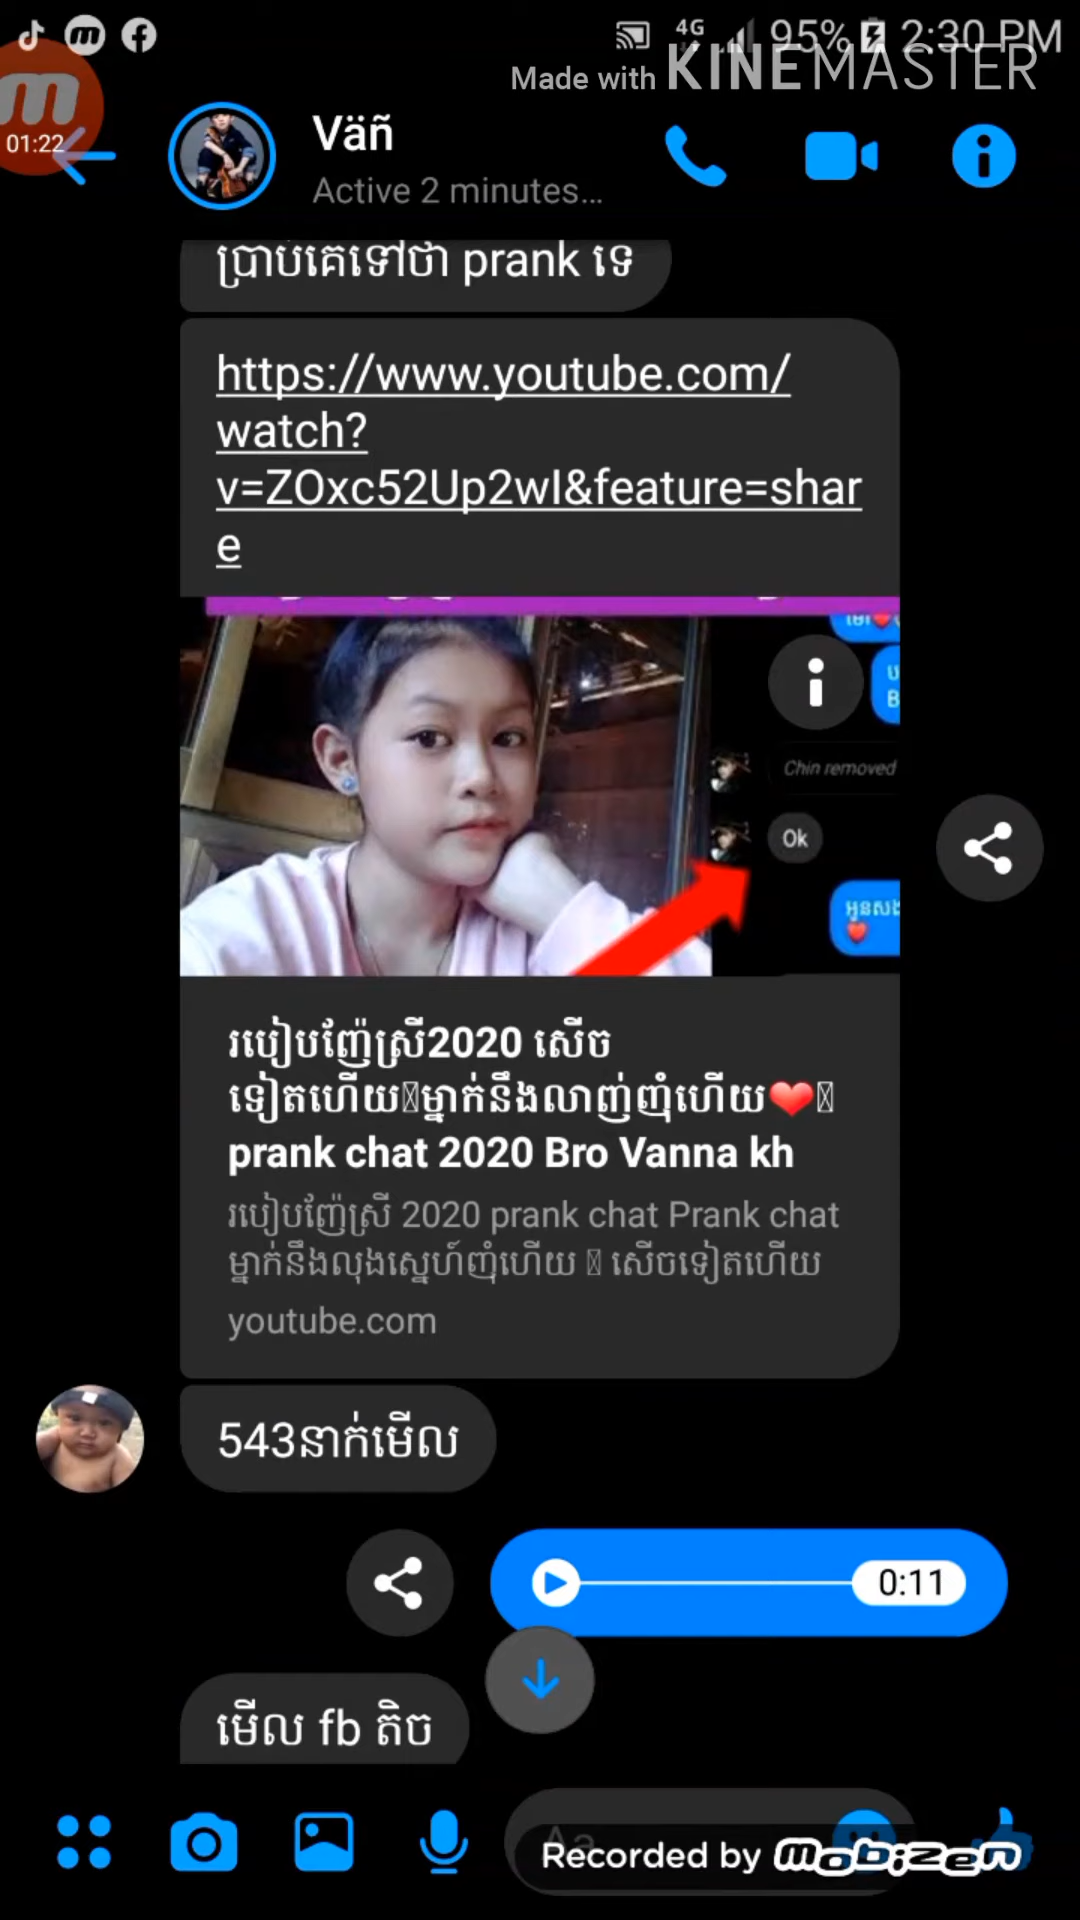 4G 95% 2:30 PM
Made with KINEMASTER
01:22
Väñ
Active 2 minutes...
ប្រាប់គេទៅថា prank ទេ
https://www.youtube.com/
watch?
v=ZOxc52Up2wI&feature=shar
e
Chin removed
Ok
របៀបញ៉ែស្រី2020 សើច
ទៀតហើយ ម្នាក់នឹងលាញ់ញុំហើយ❤
prank chat 2020 Bro Vanna kh
របៀបញ៉ែស្រី 2020 prank chat Prank chat
ម្នាក់នឹងលុងស្នេហ៍ញុំហើយ សើចទៀតហើយ
youtube.com
543នាក់មើល
0:11
មើល fb តិច
Aa
Recorded by mobizen